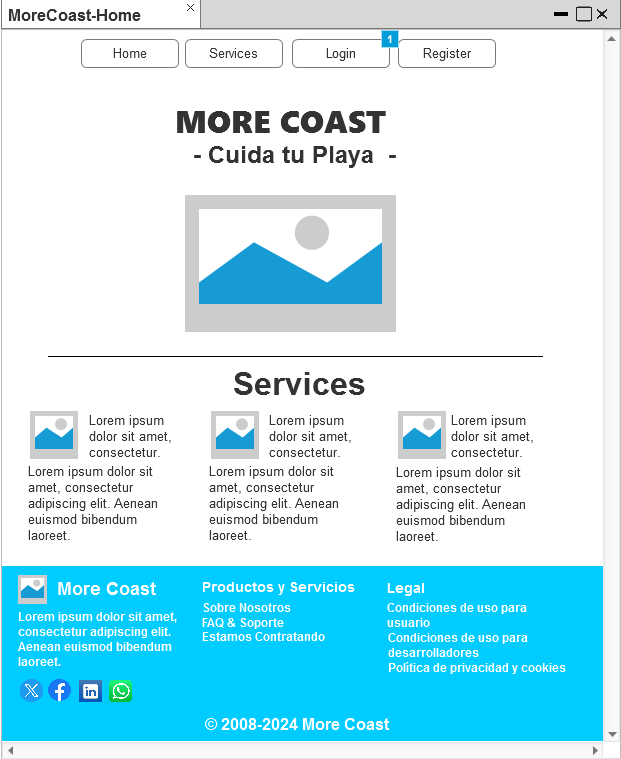 MoreCoast-Home
Home
Services
Login
1
Register
MORE COAST
- Cuida tu Playa -
Services
Lorem ipsum
dolor sit amet,
consectetur.
Lorem ipsum dolor sit
amet, consectetur
adipiscing elit. Aenean
euismod bibendum
laoreet.
Lorem ipsum
dolor sit amet,
consectetur.
Lorem ipsum dolor sit
amet, consectetur
adipiscing elit. Aenean
euismod bibendum
laoreet.
Lorem ipsum
dolor sit amet,
consectetur.
Lorem ipsum dolor sit
amet, consectetur
adipiscing elit. Aenean
euismod bibendum
laoreet.
More Coast
Lorem ipsum dolor sit amet,
consectetur adipiscing elit.
Aenean euismod bibendum
laoreet.
Productos y Servicios
Sobre Nosotros
FAQ & Soporte
Estamos Contratando
Legal
Condiciones de uso para
usuario
Condiciones de uso para
desarrolladores
Política de privacidad y cookies
© 2008-2024 More Coast